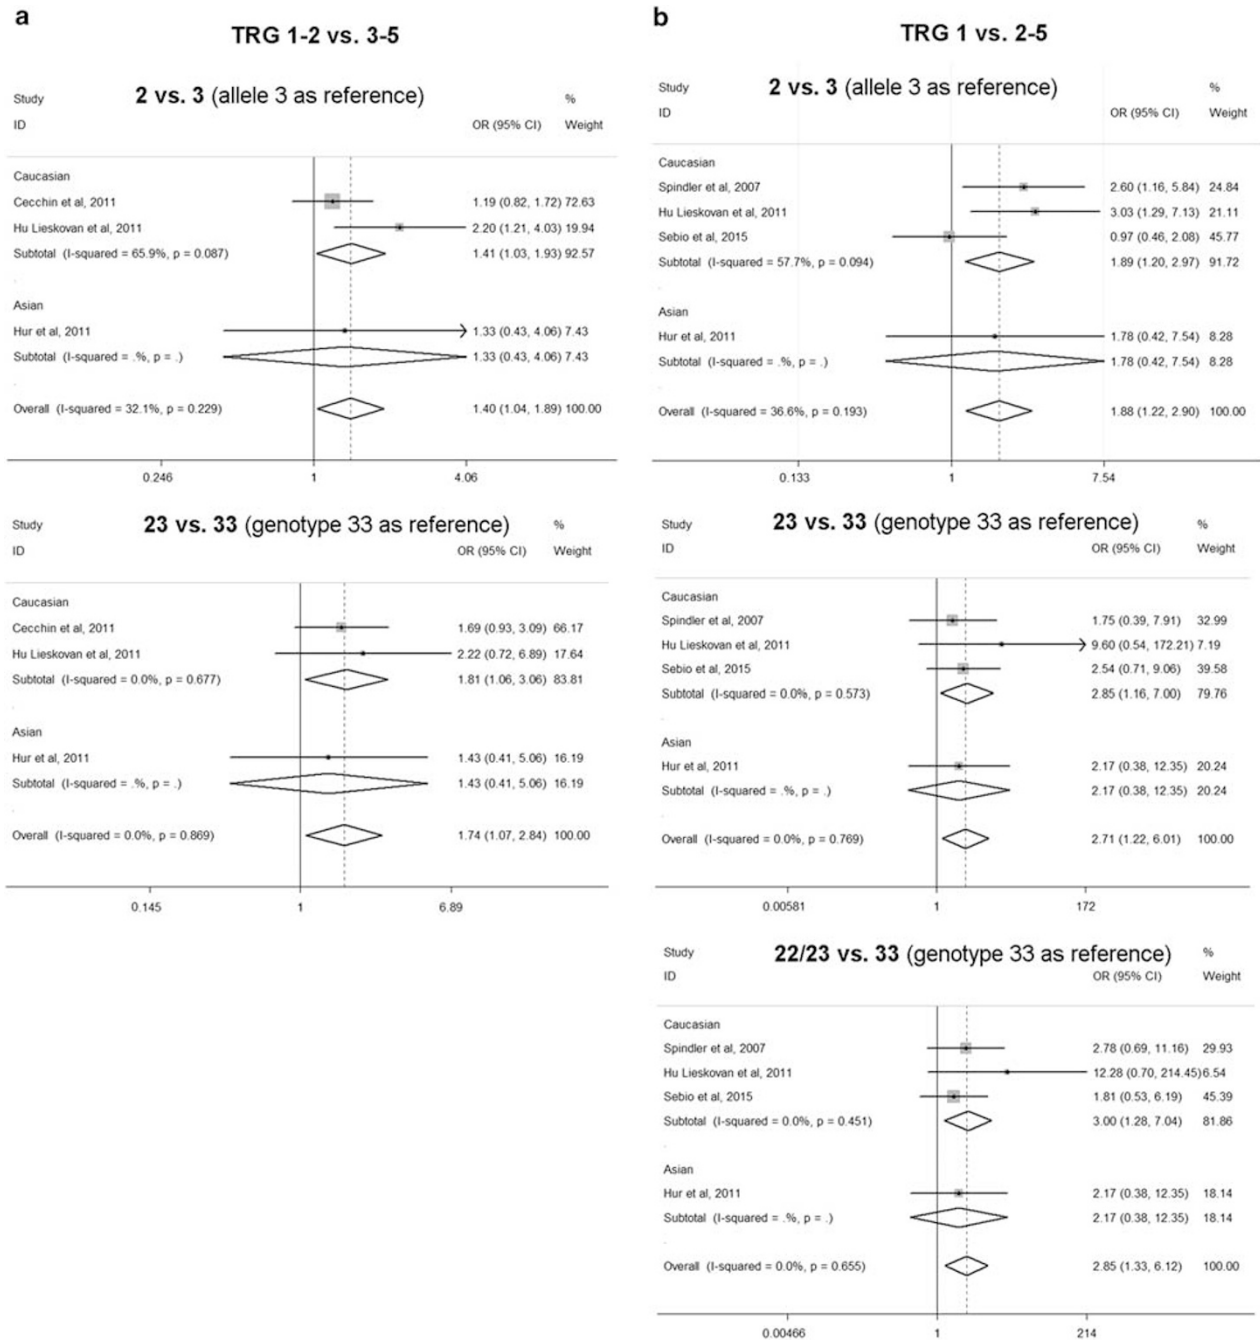 a
TRG 1-2 vs. 3-5
2 vs. 3 (allele 3 as reference)
Study %
ID OR (95% CI) Weight
Caucasian
Cecchin et al, 2011 1.19 (0.82, 1.72) 72.63
Hu Lieskovan et al, 2011 2.20 (1.21, 4.03) 19.94
Subtotal (I-squared = 65.9%, p = 0.087) 1.41 (1.03, 1.93) 92.57
.
Asian
Hur et al, 2011 1.33 (0.43, 4.06) 7.43
Subtotal (I-squared = .%, p = .) 1.33 (0.43, 4.06) 7.43
.
Overall (I-squared = 32.1%, p = 0.229) 1.40 (1.04, 1.89) 100.00
0.246 1 4.06
23 vs. 33 (genotype 33 as reference)
Study %
ID OR (95% CI) Weight
Caucasian
Cecchin et al, 2011 1.69 (0.93, 3.09) 66.17
Hu Lieskovan et al, 2011 2.22 (0.72, 6.89) 17.64
Subtotal (I-squared = 0.0%, p = 0.677) 1.81 (1.06, 3.06) 83.81
.
Asian
Hur et al, 2011 1.43 (0.41, 5.06) 16.19
Subtotal (I-squared = .%, p = .) 1.43 (0.41, 5.06) 16.19
.
Overall (I-squared = 0.0%, p = 0.869) 1.74 (1.07, 2.84) 100.00
0.145 1 6.89
b
TRG 1 vs. 2-5
2 vs. 3 (allele 3 as reference)
Study %
ID OR (95% CI) Weight
Caucasian
Spindler et al, 2007 2.60 (1.16, 5.84) 24.84
Hu Lieskovan et al, 2011 3.03 (1.29, 7.13) 21.11
Sebio et al, 2015 0.97 (0.46, 2.08) 45.77
Subtotal (I-squared = 57.7%, p = 0.094) 1.89 (1.20, 2.97) 91.72
.
Asian
Hur et al, 2011 1.78 (0.42, 7.54) 8.28
Subtotal (I-squared = .%, p = .) 1.78 (0.42, 7.54) 8.28
.
Overall (I-squared = 36.6%, p = 0.193) 1.88 (1.22, 2.90) 100.00
0.133 1 7.54
23 vs. 33 (genotype 33 as reference)
Study %
ID OR (95% CI) Weight
Caucasian
Spindler et al, 2007 1.75 (0.39, 7.91) 32.99
Hu Lieskovan et al, 2011 9.60 (0.54, 172.21) 7.19
Sebio et al, 2015 2.54 (0.71, 9.06) 39.58
Subtotal (I-squared = 0.0%, p = 0.573) 2.85 (1.16, 7.00) 79.76
.
Asian
Hur et al, 2011 2.17 (0.38, 12.35) 20.24
Subtotal (I-squared = .%, p = .) 2.17 (0.38, 12.35) 20.24
.
Overall (I-squared = 0.0%, p = 0.769) 2.71 (1.22, 6.01) 100.00
0.00581 1 172
22/23 vs. 33 (genotype 33 as reference)
Study %
ID OR (95% CI) Weight
Caucasian
Spindler et al, 2007 2.78 (0.69, 11.16) 29.93
Hu Lieskovan et al, 2011 12.28 (0.70, 214.45) 6.54
Sebio et al, 2015 1.81 (0.53, 6.19) 45.39
Subtotal (I-squared = 0.0%, p = 0.451) 3.00 (1.28, 7.04) 81.86
.
Asian
Hur et al, 2011 2.17 (0.38, 12.35) 18.14
Subtotal (I-squared = .%, p = .) 2.17 (0.38, 12.35) 18.14
.
Overall (I-squared = 0.0%, p = 0.655) 2.85 (1.33, 6.12) 100.00
0.00466 1 214